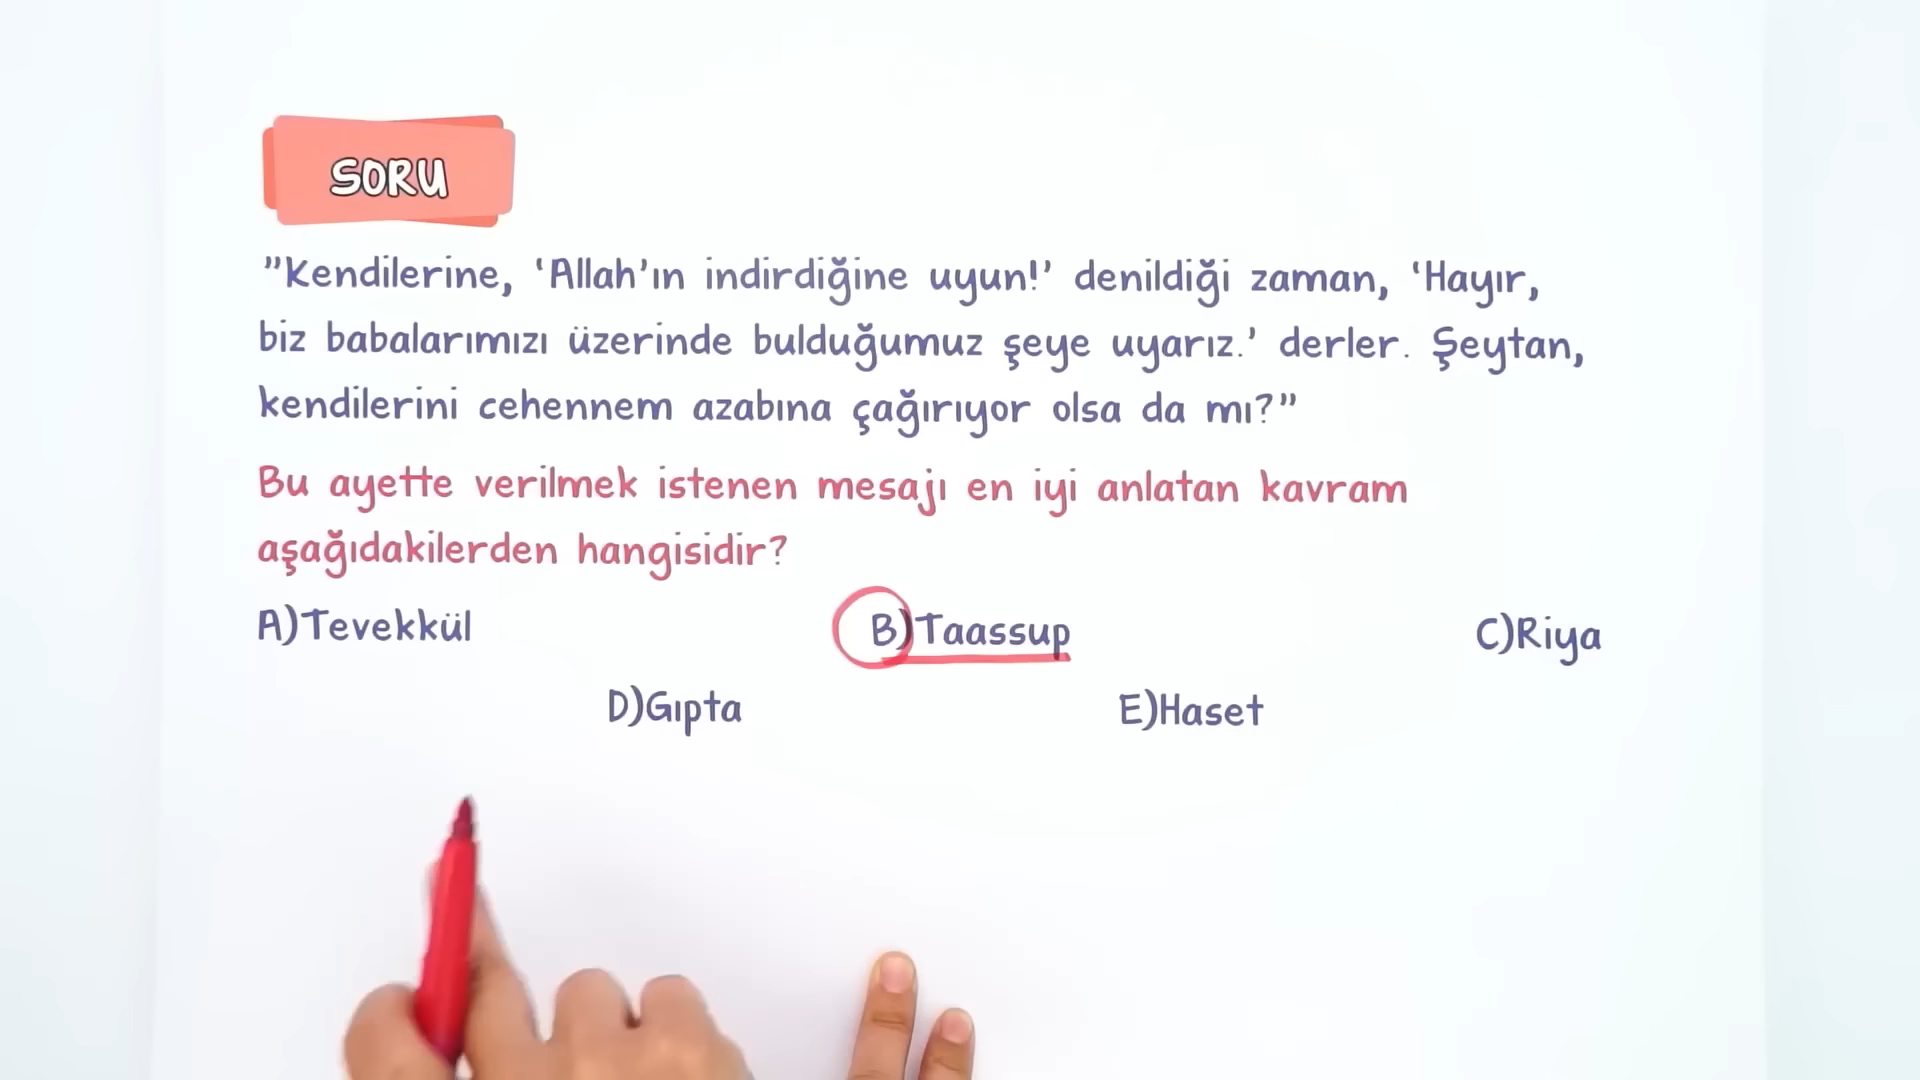 SORU
"Kendilerine, 'Allah'ın indirdiğine uyun!' denildiği zaman, 'Hayır,
biz babalarımızı üzerinde bulduğumuz şeye uyarız.' derler. Şeytan,
kendilerini cehennem azabına çağırıyor olsa da mı?"
Bu ayette verilmek istenen mesajı en iyi anlatan kavram
aşağıdakilerden hangisidir?
A)Tevekkül B)Taassup C)Riya
D)Gıpta E)Haset